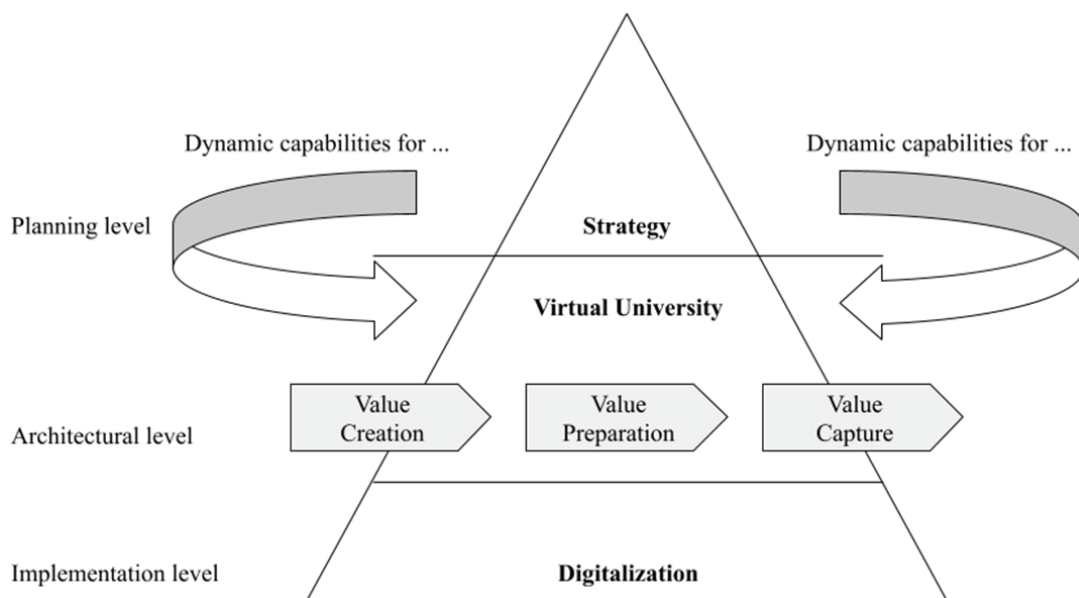 Dynamic capabilities for ...
Dynamic capabilities for ...
Planning level
Strategy
Virtual University
Value
Creation
Value
Preparation
Value
Capture
Architectural level
Implementation level
Digitalization